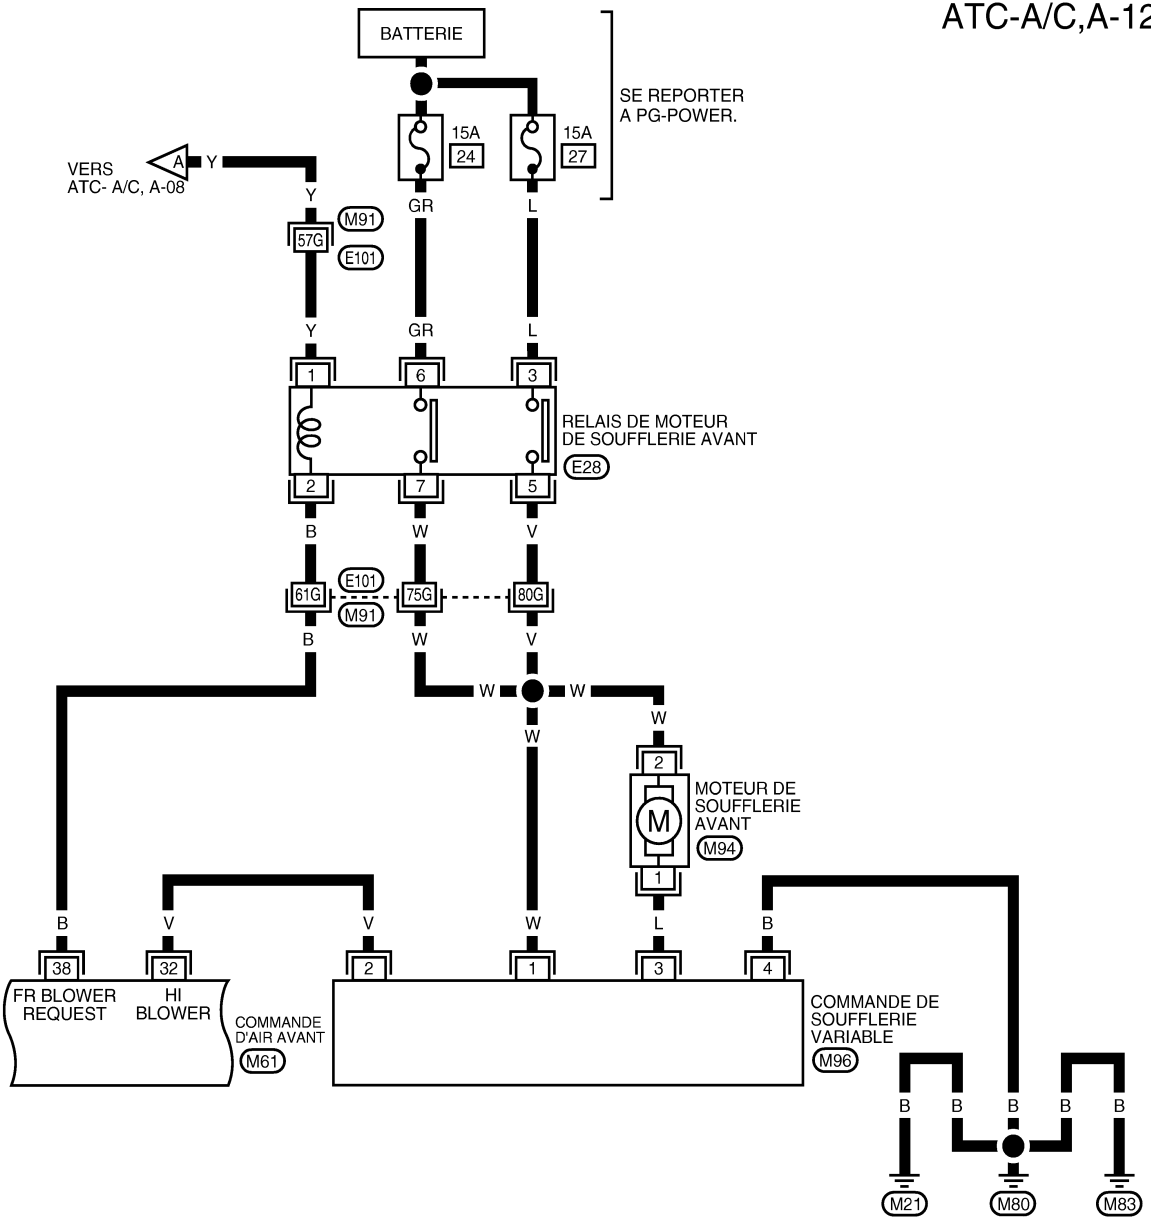 ATC-A/C,A-12
BATTERIE
SE REPORTER
A PG-POWER.
15A
24
15A
27
VERS
ATC- A/C, A-08
A
Y
Y
GR
L
M91
57G
E101
Y
GR
L
1
6
3
RELAIS DE MOTEUR
DE SOUFFLERIE AVANT
E28
2
7
5
B
W
V
61G
E101
M91
75G
80G
B
W
V
W
W
W
W
2
MOTEUR DE
SOUFFLERIE
AVANT
M
M94
1
B
V
V
W
L
B
38
32
2
1
3
4
FR BLOWER
REQUEST
HI
BLOWER
COMMANDE
D'AIR AVANT
M61
COMMANDE DE
SOUFFLERIE
VARIABLE
M96
B
B
B
B
B
M21
M80
M83